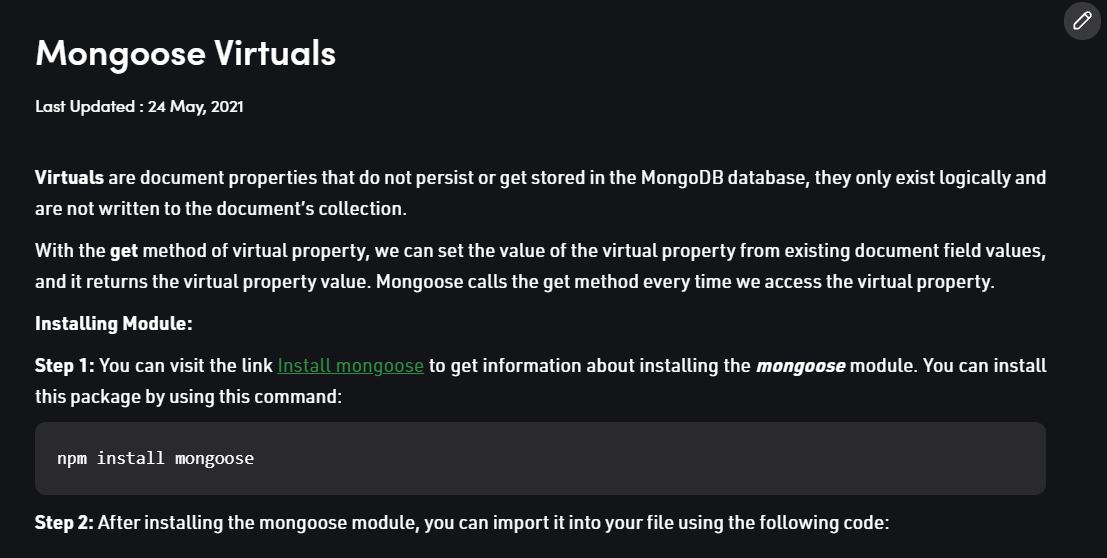 Mongoose Virtuals
Last Updated : 24 May, 2021
Virtuals are document properties that do not persist or get stored in the MongoDB database, they only exist logically and
are not written to the document’s collection.
With the get method of virtual property, we can set the value of the virtual property from existing document field values,
and it returns the virtual property value. Mongoose calls the get method every time we access the virtual property.
Installing Module:
Step 1: You can visit the link Install mongoose to get information about installing the mongoose module. You can install
this package by using this command:
npm install mongoose
Step 2: After installing the mongoose module, you can import it into your file using the following code: